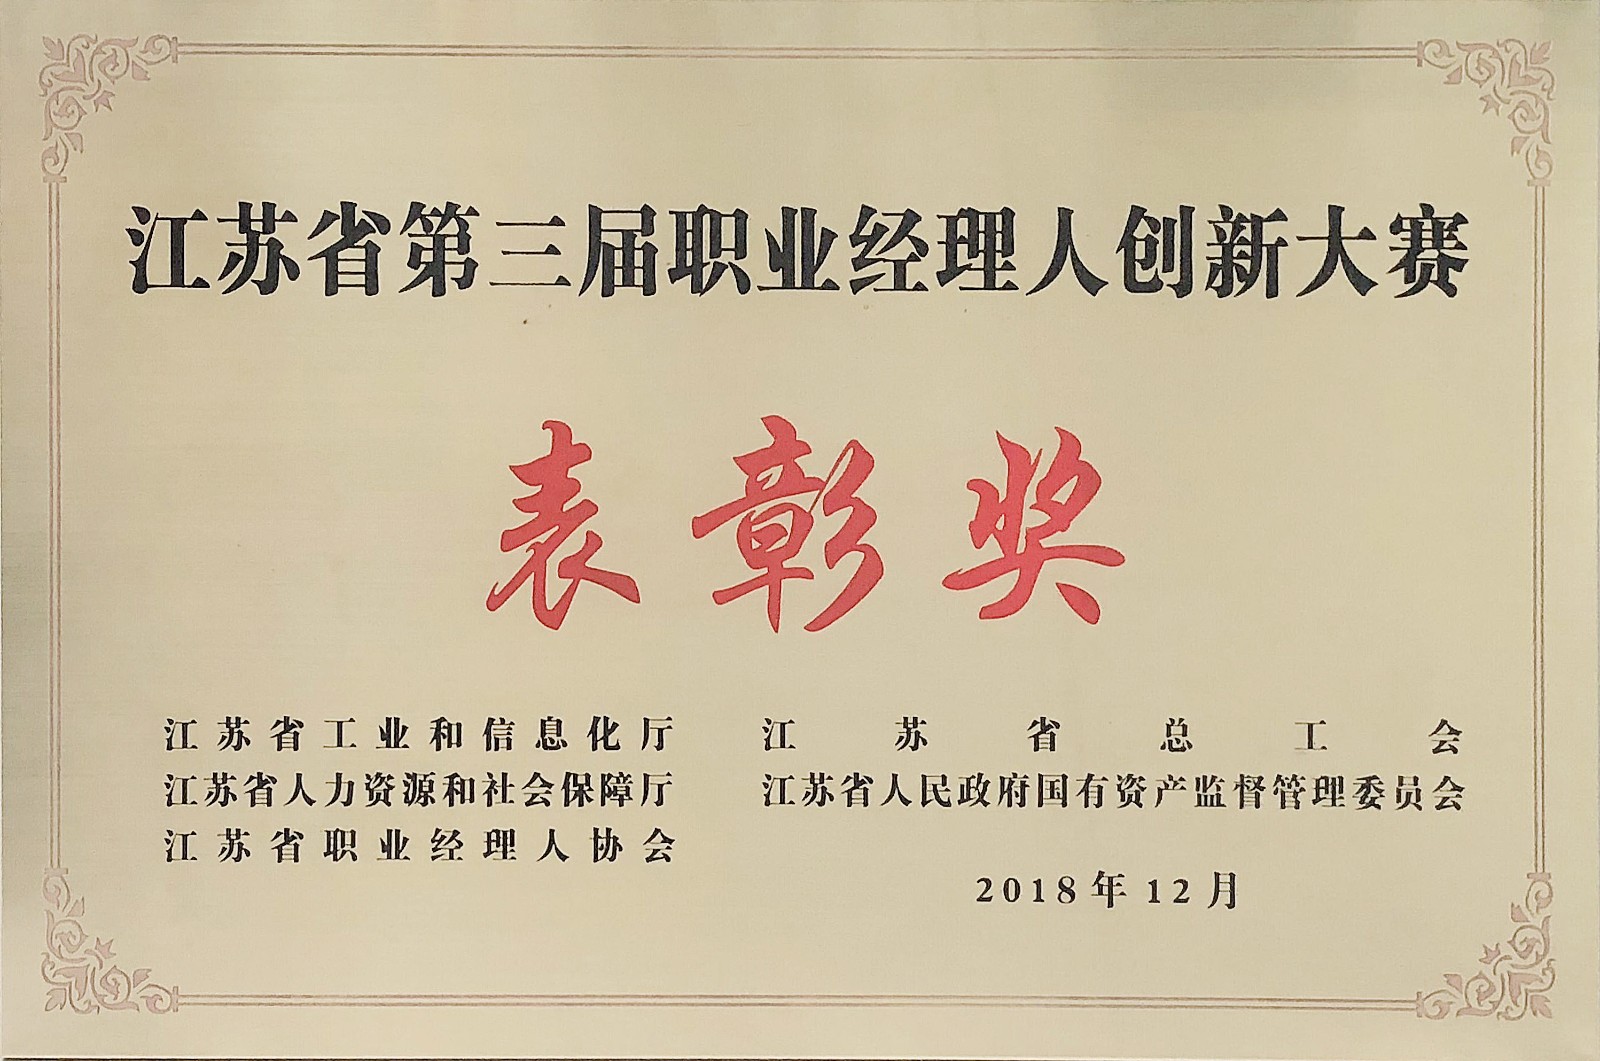 江苏省第三届职业经理人创新大赛
表彰奖
江苏省工业和信息化厅 江苏省总工会
江苏省人力资源和社会保障厅 江苏省人民政府国有资产监督管理委员会
江苏省职业经理人协会
2018年12月